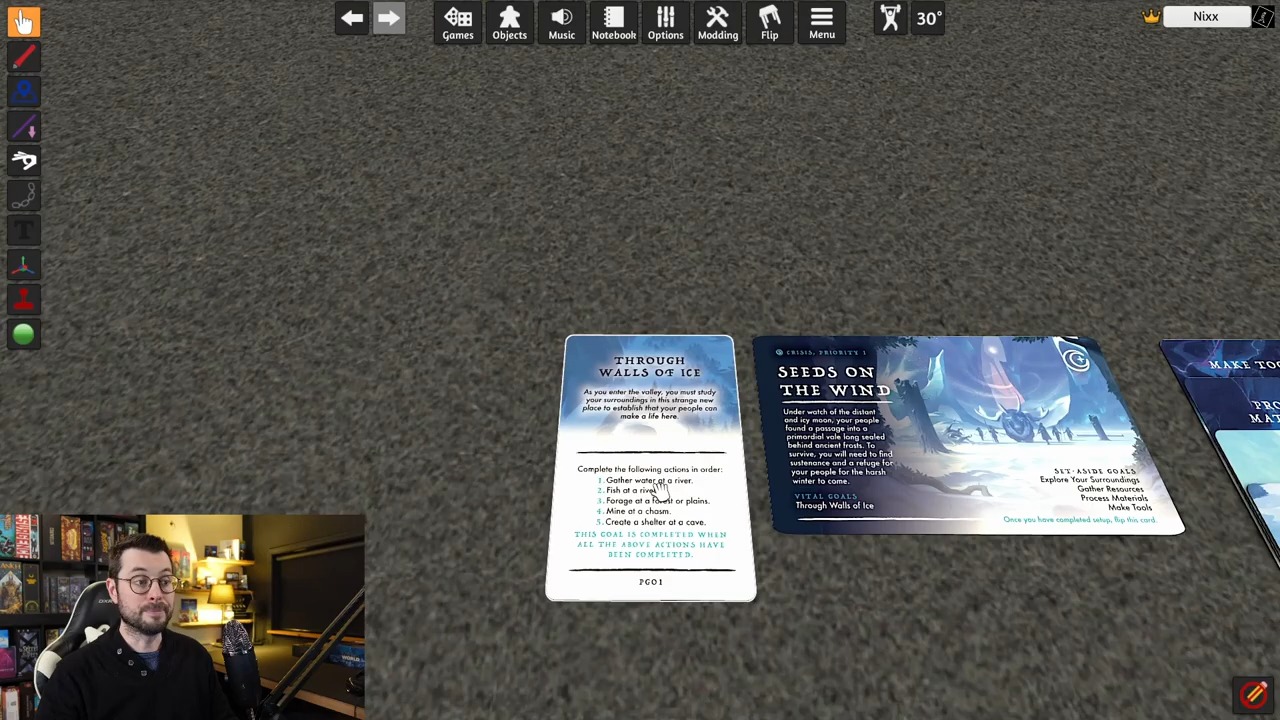 Nixx
30°
Games
Objects
Music
Notebook
Options
Modding
Flip
Menu
THROUGH
WALLS OF ICE
As you enter the valley, you must study
your surroundings in this strange new
place to establish that your people can
make a life here.
Complete the following actions in order:
1. Gather water at a river.
2. Fish at a river.
3. Forage at a forest or plains.
4. Mine at a chasm.
5. Create a shelter at a cave.
THIS GOAL IS COMPLETED WHEN
ALL THE ABOVE ACTIONS HAVE
BEEN COMPLETED.
PG01
CRISIS, PRIORITY 1
SEEDS ON
THE WIND
Under watch of the distant
and icy moon, your people
found a passage into a
primordial vale long sealed
behind ancient frosts. To
survive, you will need to find
sustenance and a refuge for
your people for the harsh
winter to come.
VITAL GOALS
Through Walls of Ice
SET-ASIDE GOALS
Explore Your Surroundings
Gather Resources
Process Materials
Make Tools
Once you have completed setup, flip this card.
MAKE TOO
PRO
MAT